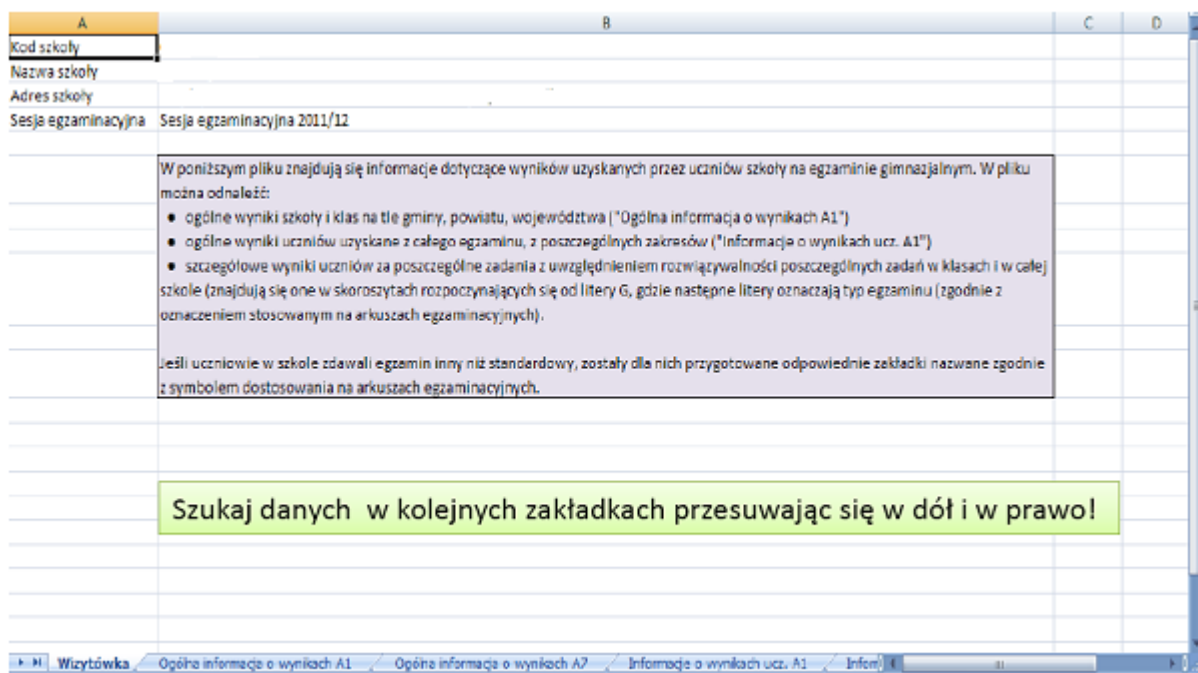 A B C D
Kod szkoły
Nazwa szkoły
Adres szkoły
Sesja egzaminacyjna Sesja egzaminacyjna 2011/12
W poniższym pliku znajdują się informacje dotyczące wyników uzyskanych przez uczniów szkoły na egzaminie gimnazjalnym. W pliku
można odnaleźć:
● ogólne wyniki szkoły i klas na tle gminy, powiatu, województwa ("Ogólna informacja o wynikach A1")
● ogólne wyniki uczniów uzyskane z całego egzaminu, z poszczególnych zakresów ("Informacje o wynikach ucz. A1")
● szczegółowe wyniki uczniów za poszczególne zadania z uwzględnieniem rozwiązywalności poszczególnych zadań w klasach i w całej
szkole (znajdują się one w skoroszytach rozpoczynających się od litery G, gdzie następne litery oznaczają typ egzaminu (zgodnie z
oznaczeniem stosowanym na arkuszach egzaminacyjnych).
Jeśli uczniowie w szkole zdawali egzamin inny niż standardowy, zostały dla nich przygotowane odpowiednie zakładki nazwane zgodnie
z symbolem dostosowania na arkuszach egzaminacyjnych.
Szukaj danych w kolejnych zakładkach przesuwając się w dół i w prawo!
Wizytówka Ogólna informacja o wynikach A1 Ogólna informacja o wynikach A7 Informacje o wynikach ucz. A1 Inform